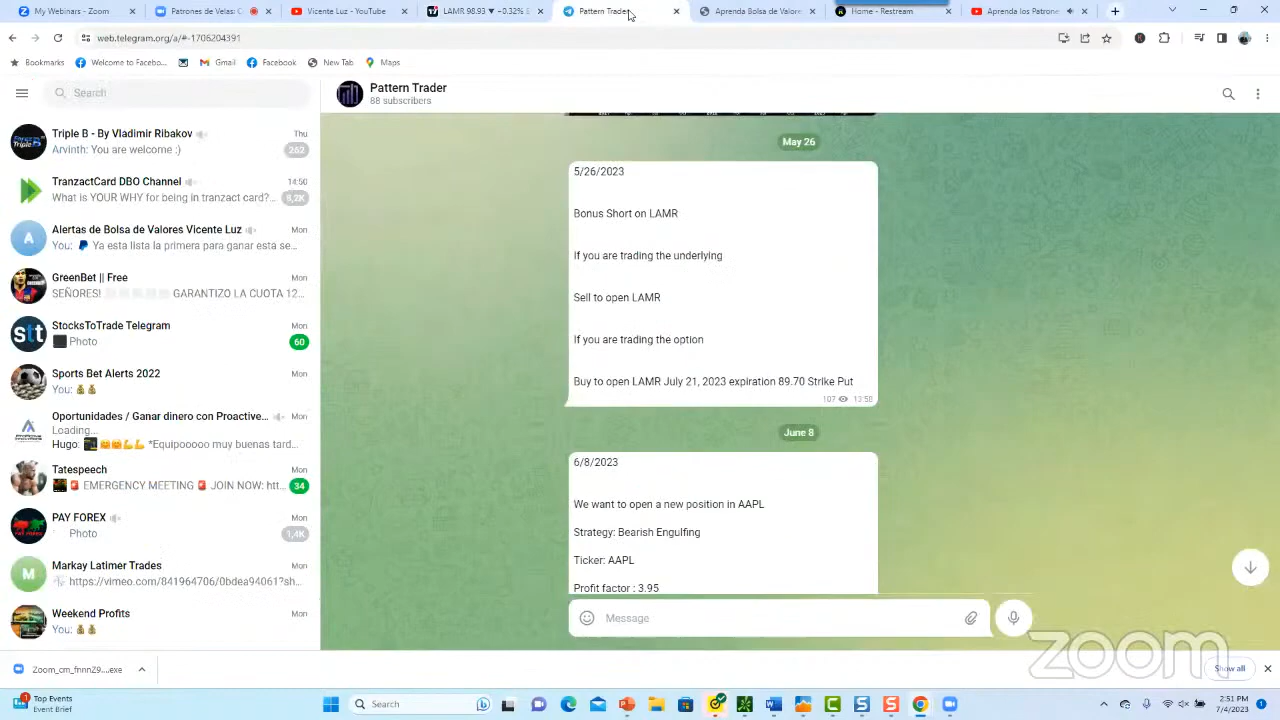 My Webinars - Zoom
Patrones de Velas
Vicente Luz - YouTube
LAMR 98.93 ▼ −0.32%
Pattern Trader
Aprenda Bolsa de Valore
Home - Restream
Aprenda los Patrone
web.telegram.org/a/#-1706204391
Bookmarks
Welcome to Facebo...
Gmail
Facebook
New Tab
Maps
Search
Pattern Trader
88 subscribers
Triple B - By Vladimir Ribakov
Thu
Arvinth: You are welcome :)
262
TranzactCard DBO Channel
14:50
What is YOUR WHY for being in tranzact card?...
8,2K
Alertas de Bolsa de Valores Vicente Luz
Mon
You: Ya esta lista la primera para ganar esta se...
GreenBet || Free
Mon
SEÑORES! GARANTIZO LA CUOTA 12...
StocksToTrade Telegram
Mon
Photo
60
Sports Bet Alerts 2022
Mon
You: 💰💰
Oportunidades / Ganar dinero con Proactive...
Mon
Loading...
Hugo: *Equipooooo muy buenas tard...
Tatespeech
Mon
🚨 EMERGENCY MEETING 🚨 JOIN NOW: htt...
34
PAY FOREX
Mon
Photo
1,4K
Markay Latimer Trades
Mon
https://vimeo.com/841964706/0bdea94061?sh...
Weekend Profits
Mon
You: 💰💰
May 26
5/26/2023
Bonus Short on LAMR
If you are trading the underlying
Sell to open LAMR
If you are trading the option
Buy to open LAMR July 21, 2023 expiration 89.70 Strike Put
107 13:58
June 8
6/8/2023
We want to open a new position in AAPL
Strategy: Bearish Engulfing
Ticker: AAPL
Profit factor : 3.95
Message
zoom
Zoom_cm_fnnnZ9....exe
Show all
Top Events
Event Brief
Search
2:51 PM
7/4/2023